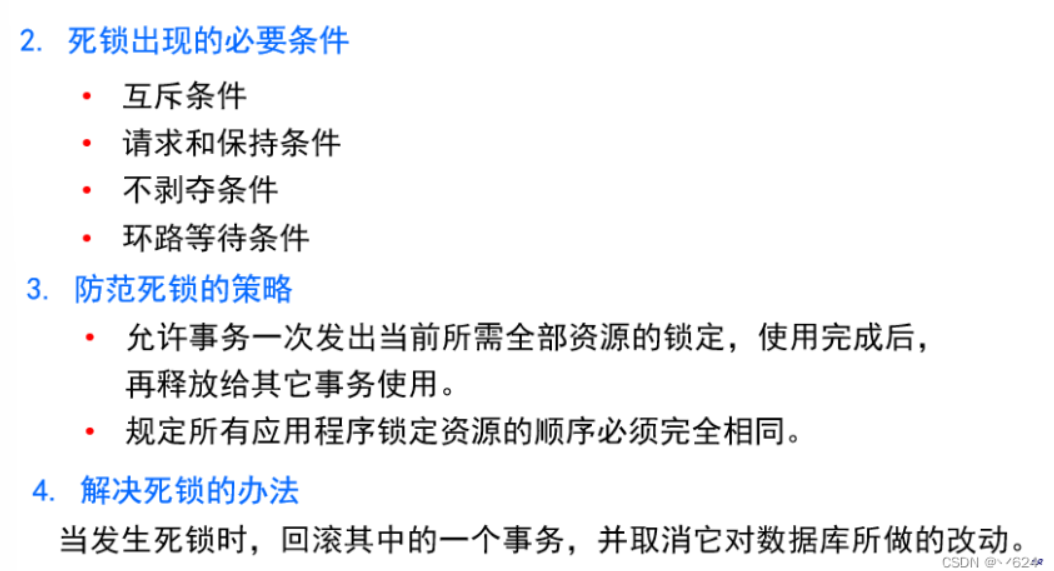 2. 死锁出现的必要条件
• 互斥条件
• 请求和保持条件
• 不剥夺条件
• 环路等待条件
3. 防范死锁的策略
• 允许事务一次发出当前所需全部资源的锁定，使用完成后，
再释放给其它事务使用。
• 规定所有应用程序锁定资源的顺序必须完全相同。
4. 解决死锁的办法
当发生死锁时，回滚其中的一个事务，并取消它对数据库所做的改动。
CSDN